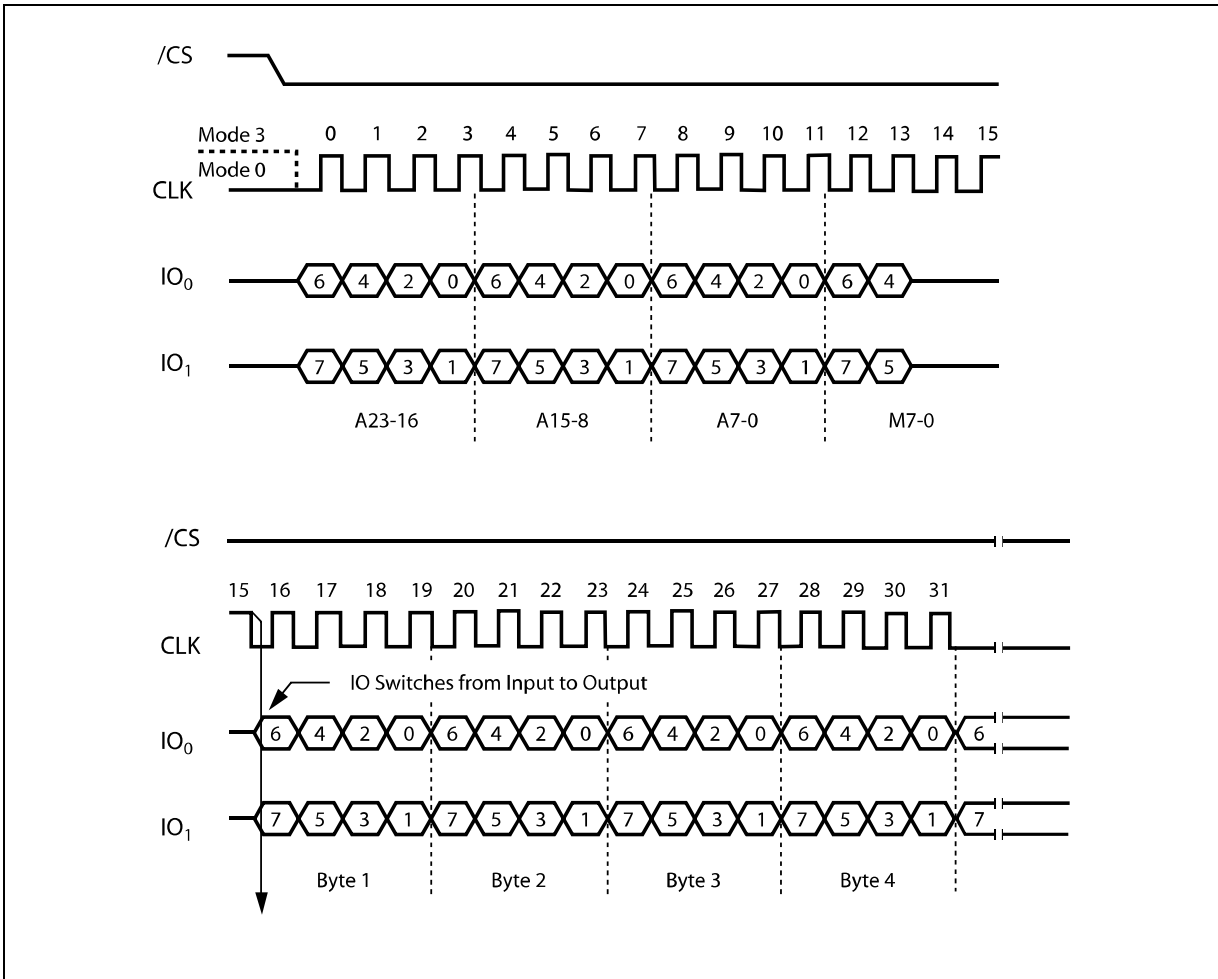 /CS
Mode 3 0 1 2 3 4 5 6 7 8 9 10 11 12 13 14 15
Mode 0
CLK
IO0 6 4 2 0 6 4 2 0 6 4 2 0 6 4
IO1 7 5 3 1 7 5 3 1 7 5 3 1 7 5
A23-16 A15-8 A7-0 M7-0
/CS
15 16 17 18 19 20 21 22 23 24 25 26 27 28 29 30 31
CLK
IO Switches from Input to Output
IO0 6 4 2 0 6 4 2 0 6 4 2 0 6 4 2 0 6
IO1 7 5 3 1 7 5 3 1 7 5 3 1 7 5 3 1 7
Byte 1 Byte 2 Byte 3 Byte 4